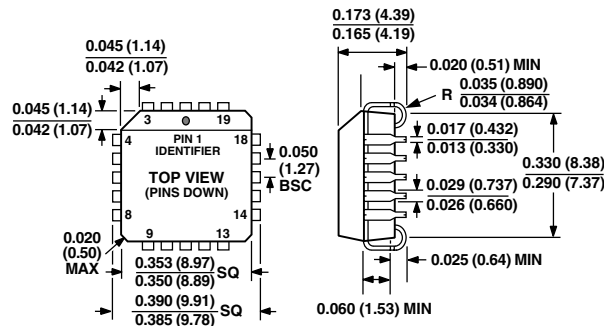 0.045 (1.14)
0.042 (1.07)
0.045 (1.14)
0.042 (1.07)
3
19
4
PIN 1
IDENTIFIER
18
TOP VIEW
(PINS DOWN)
0.050
(1.27)
BSC
8
14
9
13
0.020
(0.50)
MAX
0.353 (8.97)
0.350 (8.89)
SQ
0.390 (9.91)
0.385 (9.78)
SQ
0.173 (4.39)
0.165 (4.19)
0.020 (0.51) MIN
R
0.035 (0.890)
0.034 (0.864)
0.017 (0.432)
0.013 (0.330)
0.330 (8.38)
0.290 (7.37)
0.029 (0.737)
0.026 (0.660)
0.025 (0.64) MIN
0.060 (1.53) MIN